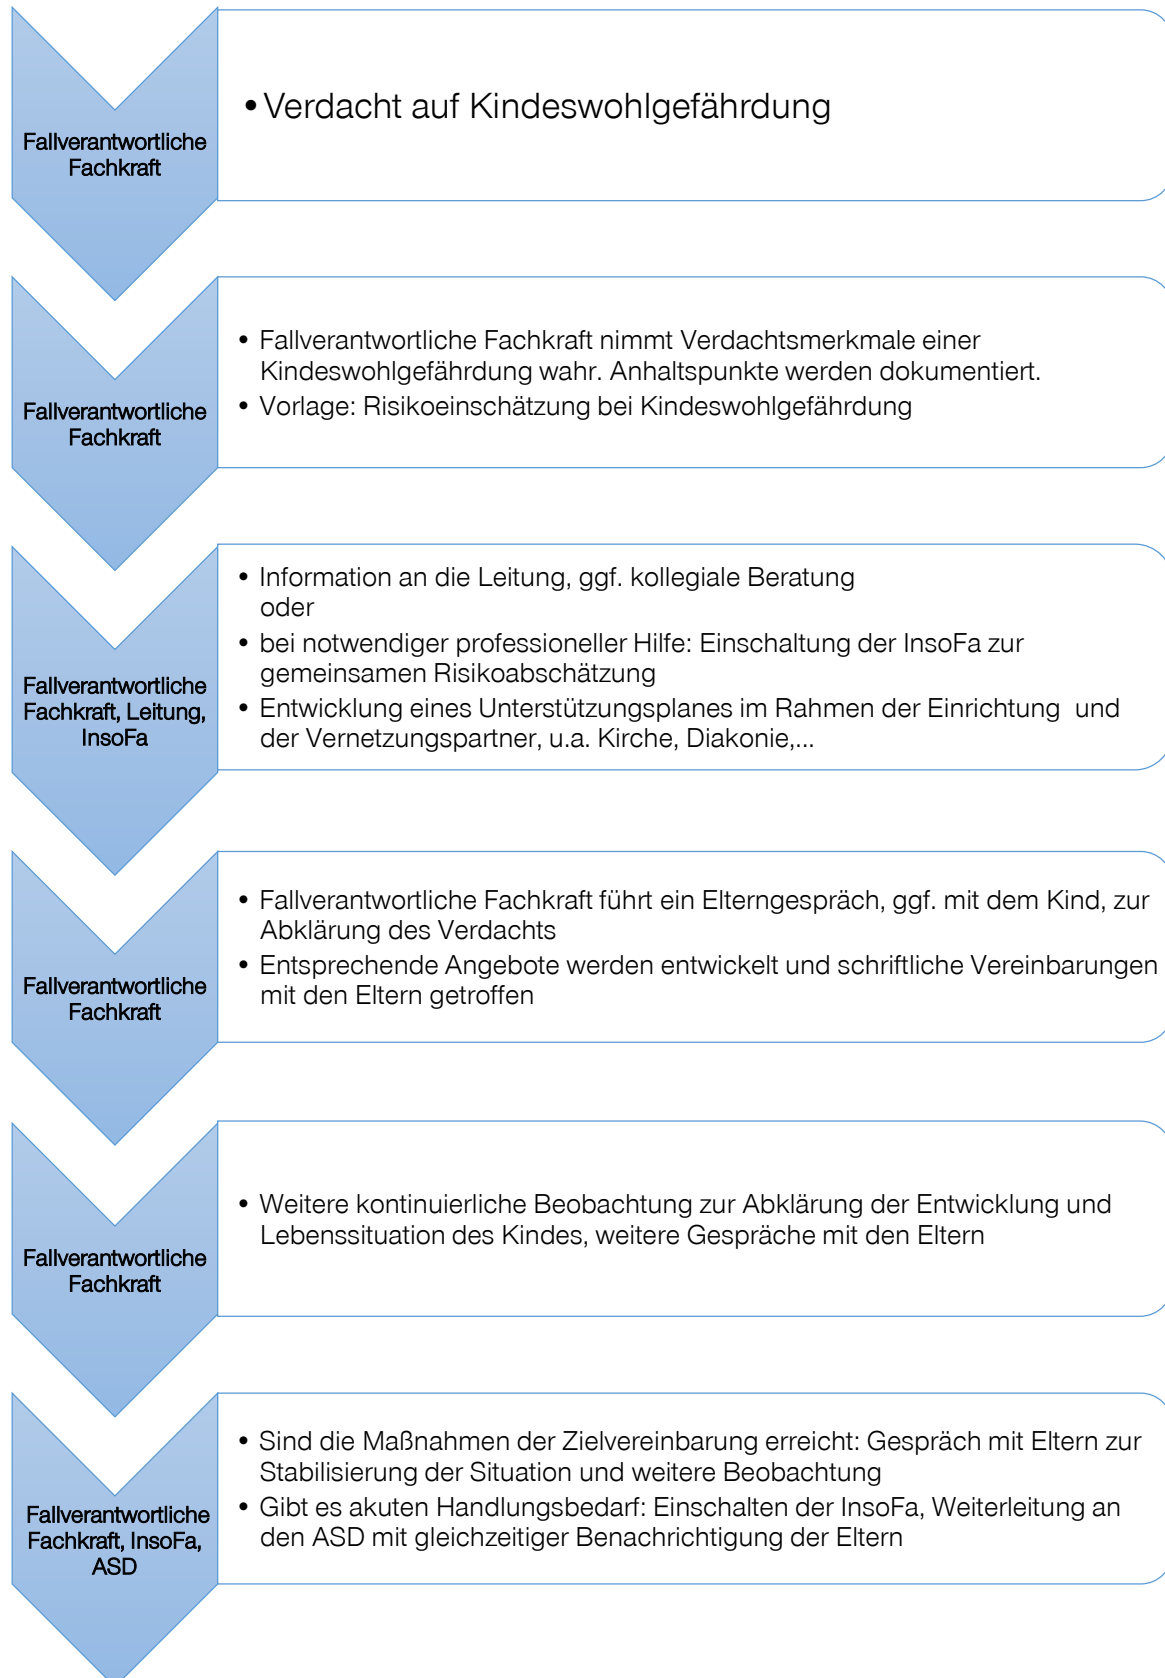 Fallverantwortliche
Fachkraft
• Verdacht auf Kindeswohlgefährdung
Fallverantwortliche
Fachkraft
• Fallverantwortliche Fachkraft nimmt Verdachtsmerkmale einer
Kindeswohlgefährdung wahr. Anhaltspunkte werden dokumentiert.
• Vorlage: Risikoeinschätzung bei Kindeswohlgefährdung
Fallverantwortliche
Fachkraft, Leitung,
InsoFa
• Information an die Leitung, ggf. kollegiale Beratung
oder
• bei notwendiger professioneller Hilfe: Einschaltung der InsoFa zur
gemeinsamen Risikoabschätzung
• Entwicklung eines Unterstützungsplanes im Rahmen der Einrichtung und
der Vernetzungspartner, u.a. Kirche, Diakonie,...
Fallverantwortliche
Fachkraft
• Fallverantwortliche Fachkraft führt ein Elterngespräch, ggf. mit dem Kind, zur
Abklärung des Verdachts
• Entsprechende Angebote werden entwickelt und schriftliche Vereinbarungen
mit den Eltern getroffen
Fallverantwortliche
Fachkraft
• Weitere kontinuierliche Beobachtung zur Abklärung der Entwicklung und
Lebenssituation des Kindes, weitere Gespräche mit den Eltern
Fallverantwortliche
Fachkraft, InsoFa,
ASD
• Sind die Maßnahmen der Zielvereinbarung erreicht: Gespräch mit Eltern zur
Stabilisierung der Situation und weitere Beobachtung
• Gibt es akuten Handlungsbedarf: Einschalten der InsoFa, Weiterleitung an
den ASD mit gleichzeitiger Benachrichtigung der Eltern